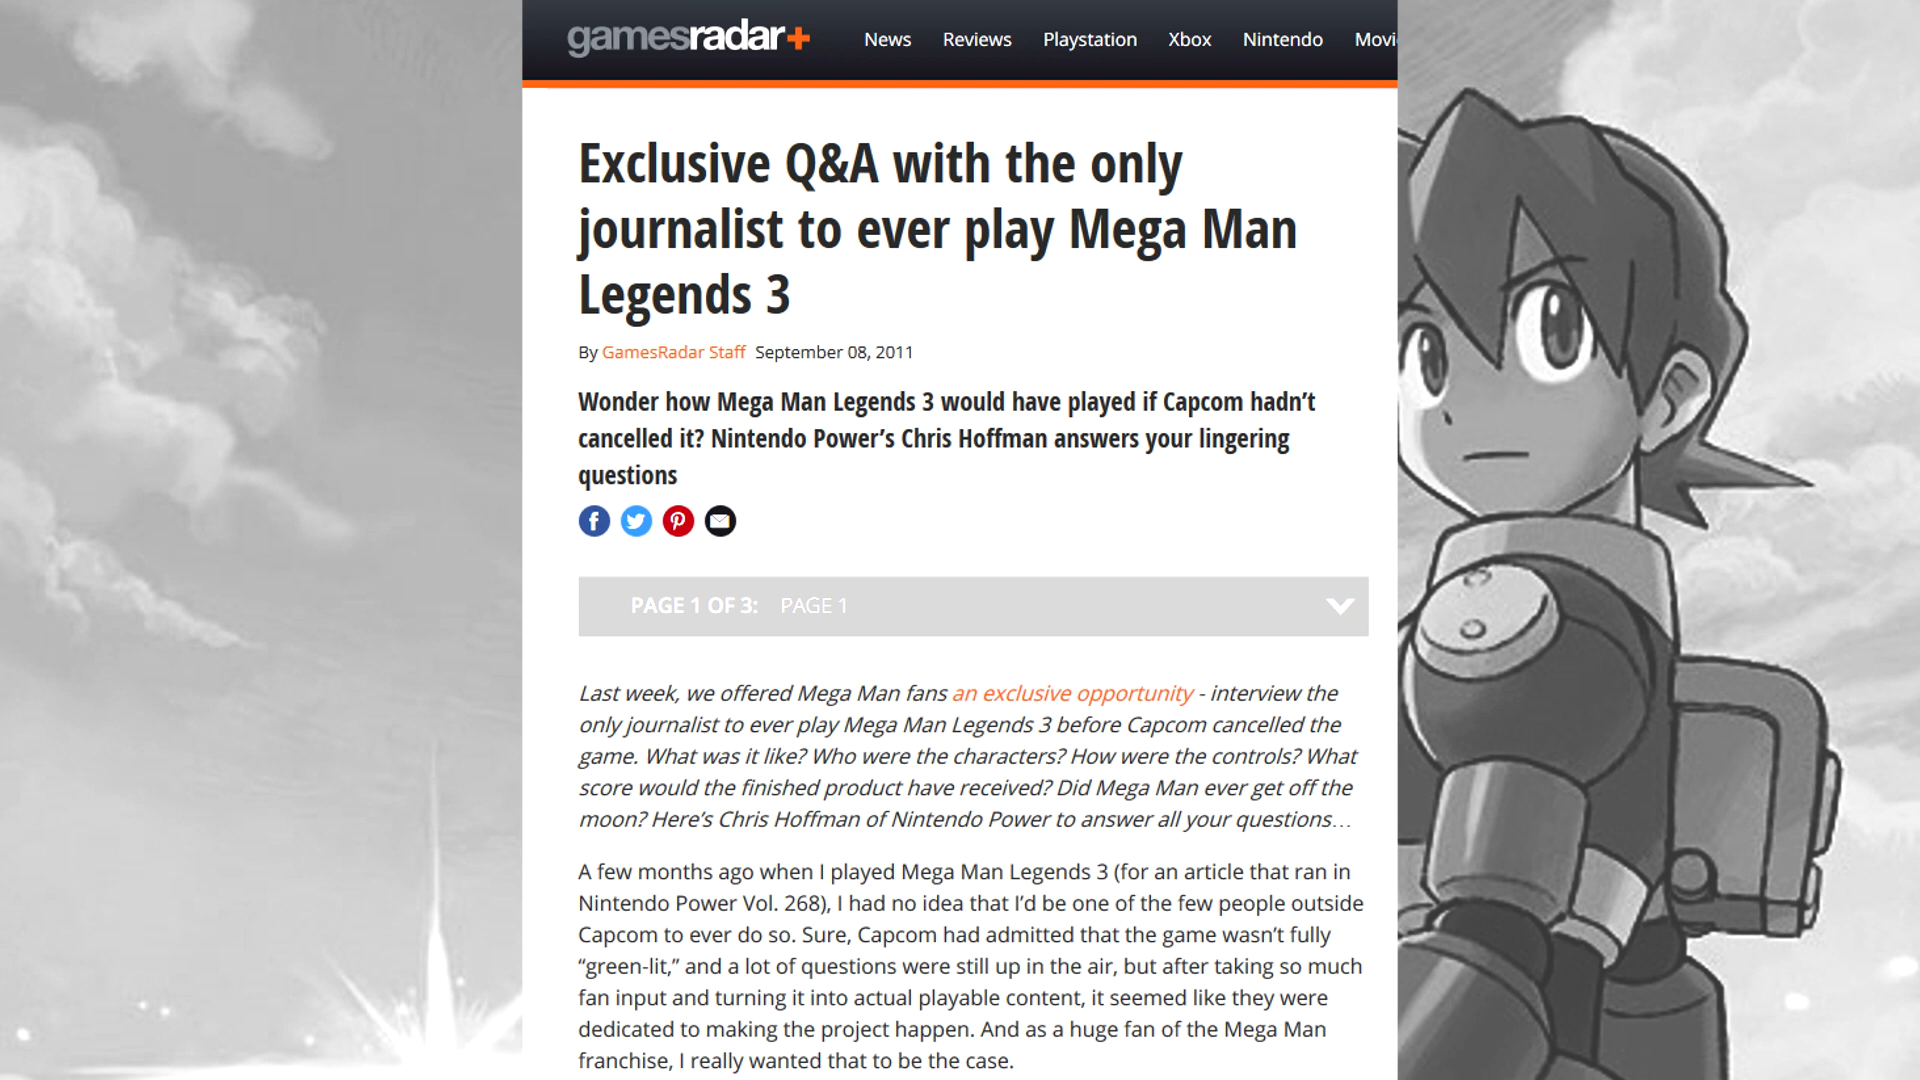 gamesradar+ News Reviews Playstation Xbox Nintendo Movi
Exclusive Q&A with the only
journalist to ever play Mega Man
Legends 3
By GamesRadar Staff September 08, 2011
Wonder how Mega Man Legends 3 would have played if Capcom hadn’t
cancelled it? Nintendo Power’s Chris Hoffman answers your lingering
questions
PAGE 1 OF 3: PAGE 1
Last week, we offered Mega Man fans an exclusive opportunity - interview the
only journalist to ever play Mega Man Legends 3 before Capcom cancelled the
game. What was it like? Who were the characters? How were the controls? What
score would the finished product have received? Did Mega Man ever get off the
moon? Here’s Chris Hoffman of Nintendo Power to answer all your questions…
A few months ago when I played Mega Man Legends 3 (for an article that ran in
Nintendo Power Vol. 268), I had no idea that I’d be one of the few people outside
Capcom to ever do so. Sure, Capcom had admitted that the game wasn’t fully
“green-lit,” and a lot of questions were still up in the air, but after taking so much
fan input and turning it into actual playable content, it seemed like they were
dedicated to making the project happen. And as a huge fan of the Mega Man
franchise, I really wanted that to be the case.